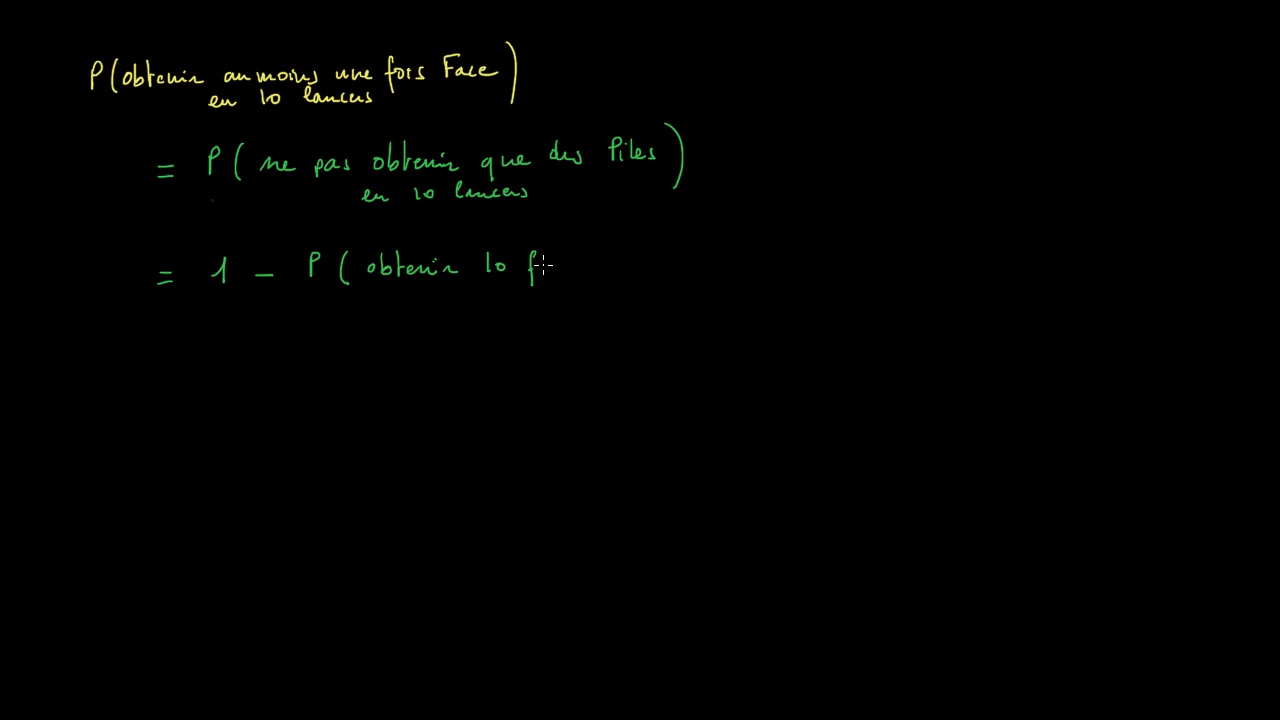 P(obtenir au moins une fois Face)
en 10 lancers
= P( ne pas obtenir que des Piles)
en 10 lancers
= 1 - P( obtenir 10 f